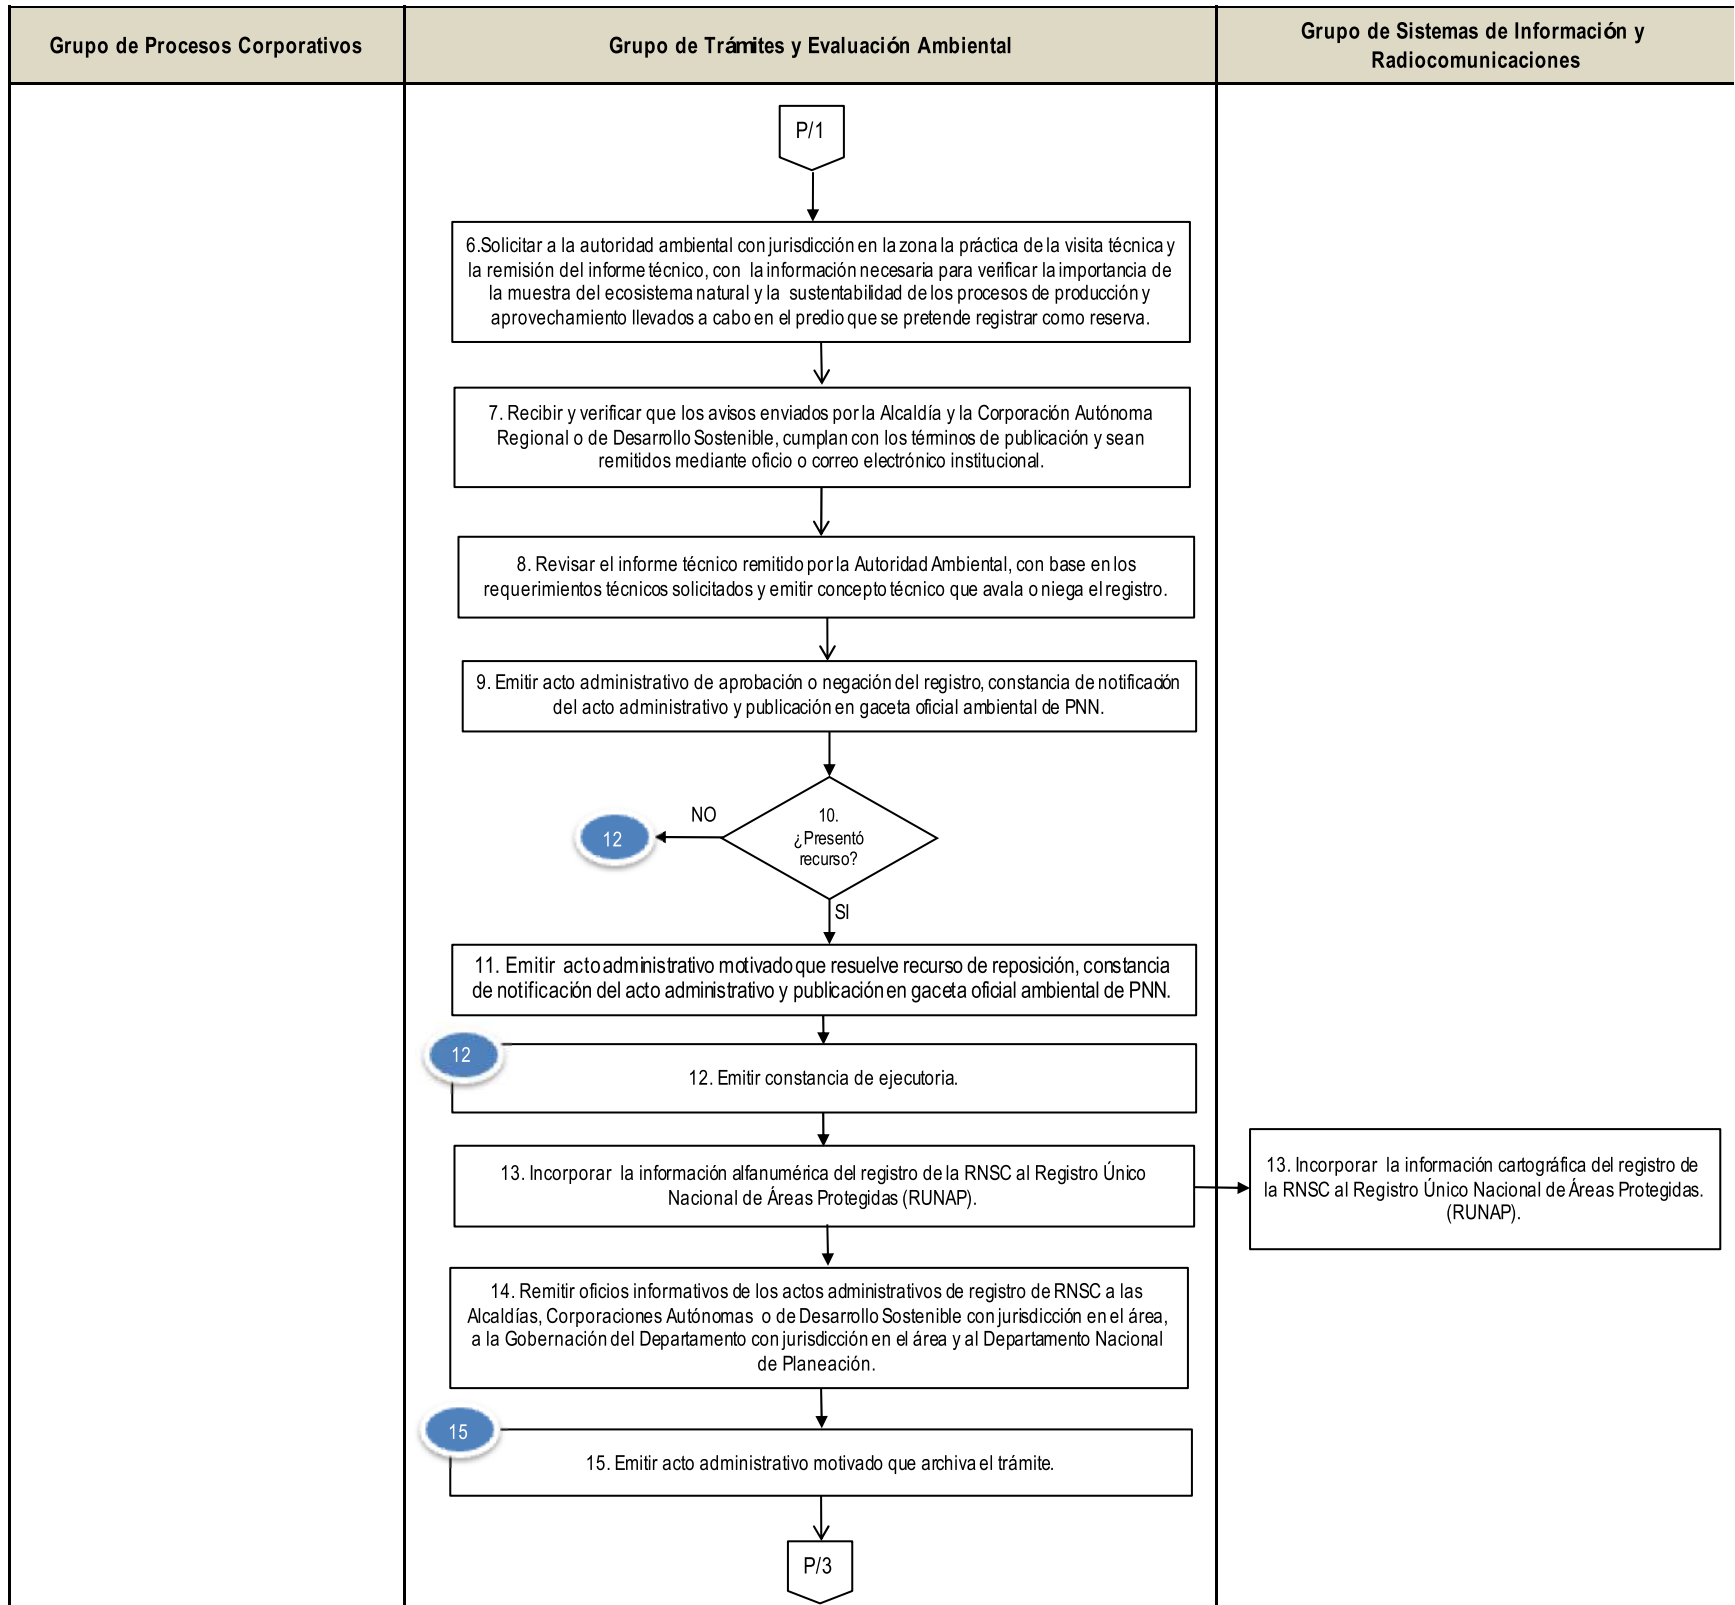 Grupo de Procesos Corporativos
Grupo de Trámites y Evaluación Ambiental
Grupo de Sistemas de Información y
Radiocomunicaciones
P/1
6.Solicitar a la autoridad ambiental con jurisdicción en la zona la práctica de la visita técnica y
la remisión del informe técnico, con la información necesaria para verificar la importancia de
la muestra del ecosistema natural y la sustentabilidad de los procesos de producción y
aprovechamiento llevados a cabo en el predio que se pretende registrar como reserva.
7. Recibir y verificar que los avisos enviados por la Alcaldía y la Corporación Autónoma
Regional o de Desarrollo Sostenible, cumplan con los términos de publicación y sean
remitidos mediante oficio o correo electrónico institucional.
8. Revisar el informe técnico remitido por la Autoridad Ambiental, con base en los
requerimientos técnicos solicitados y emitir concepto técnico que avala o niega el registro.
9. Emitir acto administrativo de aprobación o negación del registro, constancia de notificación
del acto administrativo y publicación en gaceta oficial ambiental de PNN.
NO
12
10.
¿Presentó
recurso?
SI
11. Emitir acto administrativo motivado que resuelve recurso de reposición, constancia
de notificación del acto administrativo y publicación en gaceta oficial ambiental de PNN.
12
12. Emitir constancia de ejecutoria.
13. Incorporar la información alfanumérica del registro de la RNSC al Registro Único
Nacional de Áreas Protegidas (RUNAP).
13. Incorporar la información cartográfica del registro de
la RNSC al Registro Único Nacional de Áreas Protegidas.
(RUNAP).
14. Remitir oficios informativos de los actos administrativos de registro de RNSC a las
Alcaldías, Corporaciones Autónomas o de Desarrollo Sostenible con jurisdicción en el área,
a la Gobernación del Departamento con jurisdicción en el área y al Departamento Nacional
de Planeación.
15
15. Emitir acto administrativo motivado que archiva el trámite.
P/3